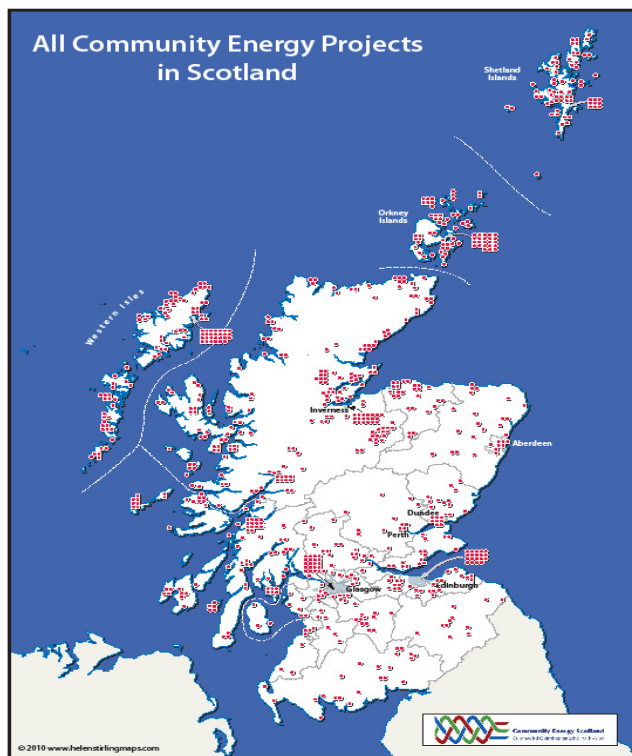 All Community Energy Projects
in Scotland
Shetland
Islands
Orkney
Islands
Western Isles
Inverness
Aberdeen
Dundee
Perth
Glasgow
Edinburgh
Community Energy Scotland
© 2010 www.helenstirlingmaps.com